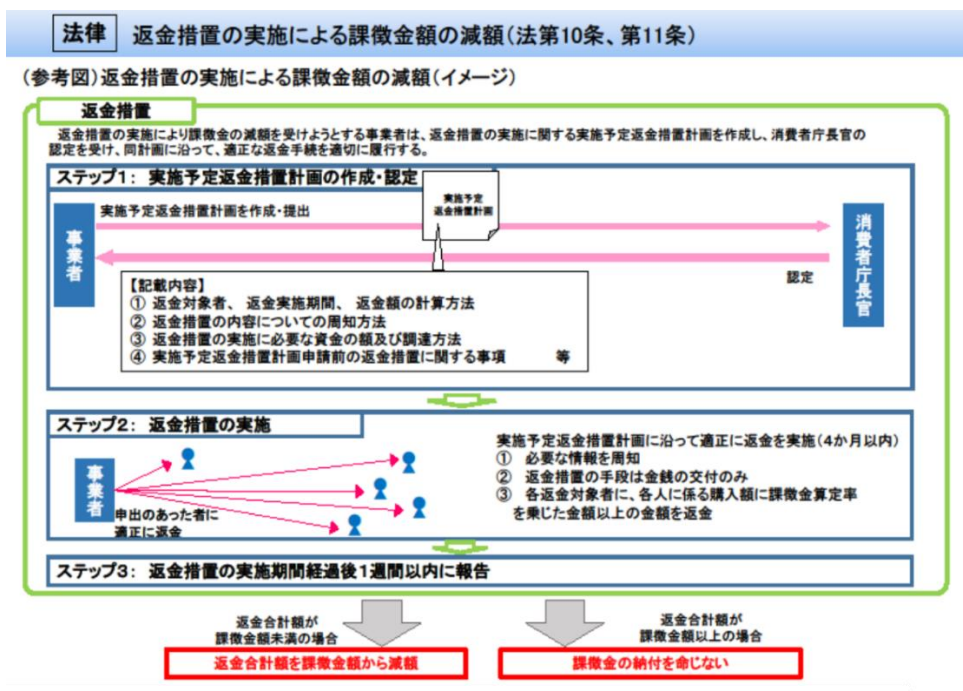 法律 返金措置の実施による課徴金額の減額(法第10条、第11条)
(参考図)返金措置の実施による課徴金額の減額(イメージ)
返金措置
返金措置の実施により課徴金の減額を受けようとする事業者は、返金措置の実施に関する実施予定返金措置計画を作成し、消費者庁長官の
認定を受け、同計画に沿って、適正な返金手続を適切に履行する。
ステップ1: 実施予定返金措置計画の作成・認定
実施予定
返金措置計画
実施予定返金措置計画を作成・提出
事業者
消費者庁長官
認定
【記載内容】
① 返金対象者、 返金実施期間、 返金額の計算方法
② 返金措置の内容についての周知方法
③ 返金措置の実施に必要な資金の額及び調達方法
④ 実施予定返金措置計画申請前の返金措置に関する事項 等
ステップ2: 返金措置の実施
事業者
申出のあった者に
適正に返金
実施予定返金措置計画に沿って適正に返金を実施(4か月以内)
① 必要な情報を周知
② 返金措置の手段は金銭の交付のみ
③ 各返金対象者に、各人に係る購入額に課徴金算定率
を乗じた金額以上の金額を返金
ステップ3: 返金措置の実施期間経過後1週間以内に報告
返金合計額が
課徴金額未満の場合
返金合計額を課徴金額から減額
返金合計額が
課徴金額以上の場合
課徴金の納付を命じない